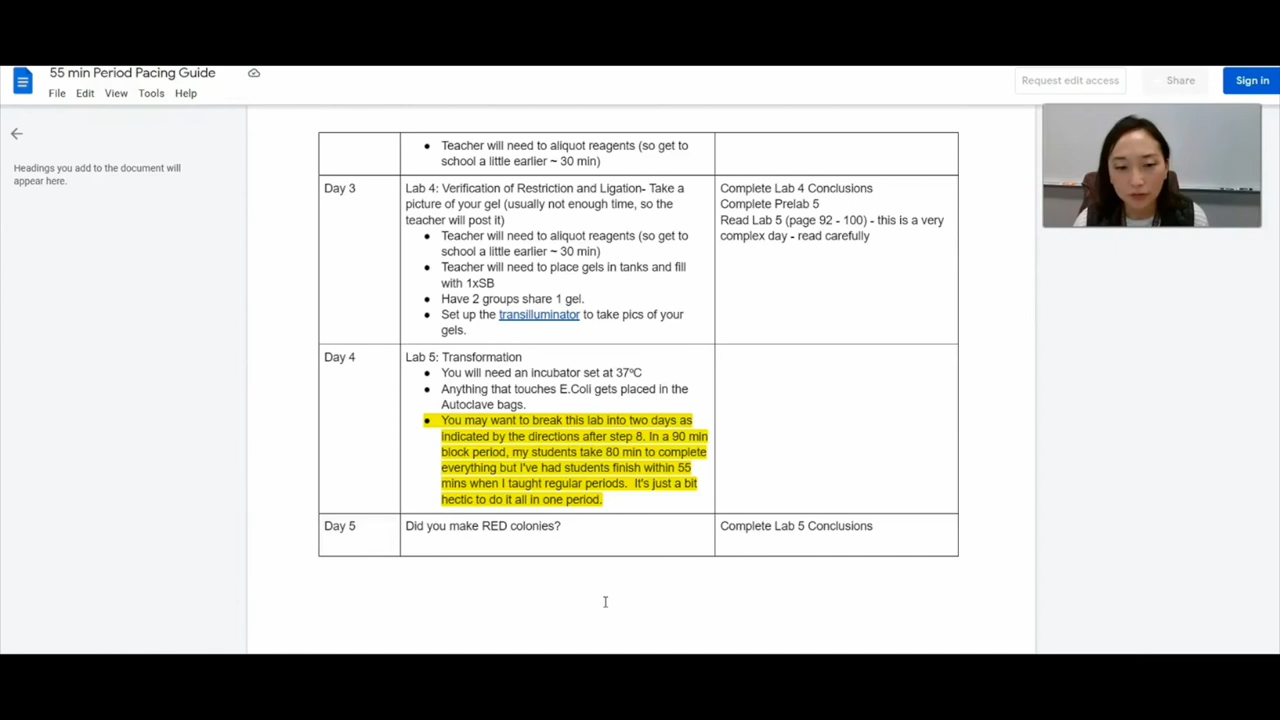 55 min Period Pacing Guide
Request edit access
Share
Sign in
File Edit View Tools Help
Headings you add to the document will
appear here.
● Teacher will need to aliquot reagents (so get to
school a little earlier ~ 30 min)
Day 3
Lab 4: Verification of Restriction and Ligation- Take a
picture of your gel (usually not enough time, so the
teacher will post it)
● Teacher will need to aliquot reagents (so get to
school a little earlier ~ 30 min)
● Teacher will need to place gels in tanks and fill
with 1xSB
● Have 2 groups share 1 gel.
● Set up the transilluminator to take pics of your
gels.
Complete Lab 4 Conclusions
Complete Prelab 5
Read Lab 5 (page 92 - 100) - this is a very
complex day - read carefully
Day 4
Lab 5: Transformation
● You will need an incubator set at 37ºC
● Anything that touches E.Coli gets placed in the
Autoclave bags.
● You may want to break this lab into two days as
indicated by the directions after step 8. In a 90 min
block period, my students take 80 min to complete
everything but I've had students finish within 55
mins when I taught regular periods. It's just a bit
hectic to do it all in one period.
Day 5
Did you make RED colonies?
Complete Lab 5 Conclusions